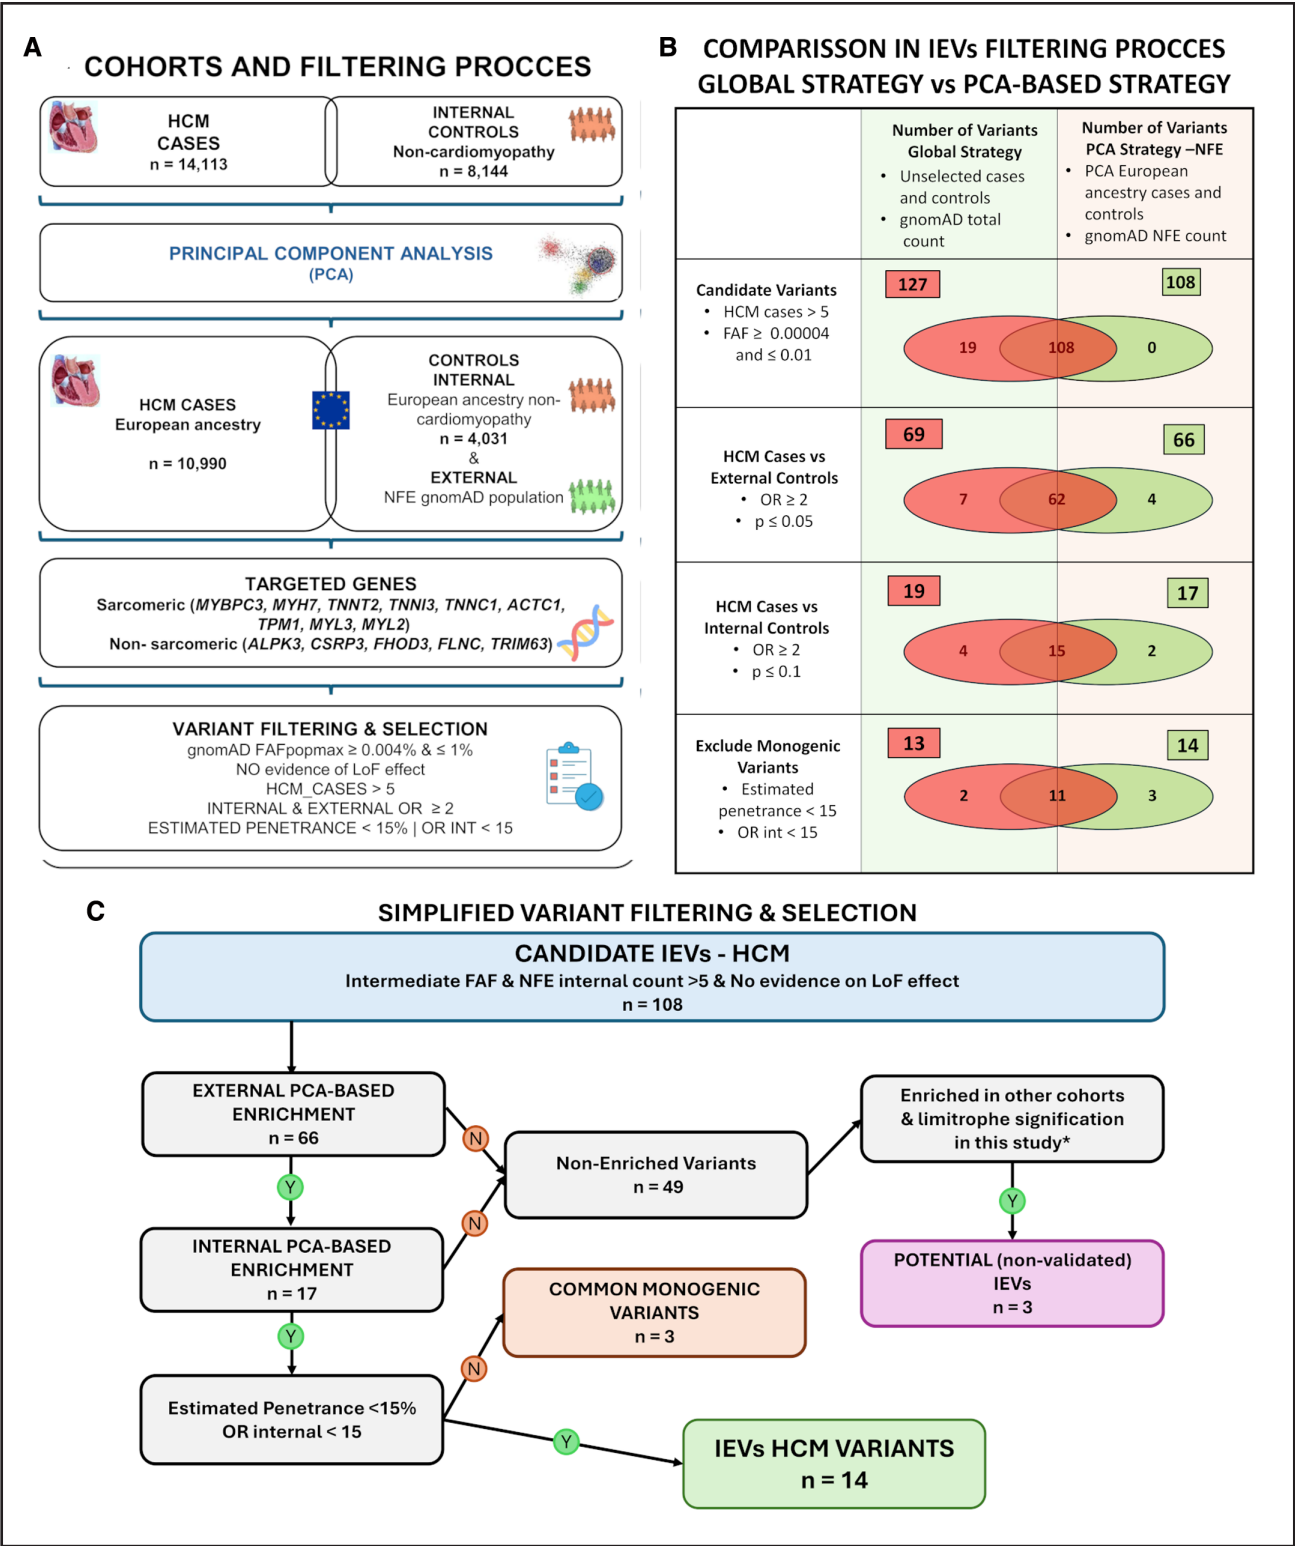 A
COHORTS AND FILTERING PROCCES
HCM
CASES
n = 14,113
INTERNAL
CONTROLS
Non-cardiomyopathy
n = 8,144
PRINCIPAL COMPONENT ANALYSIS
(PCA)
HCM CASES
European ancestry
n = 10,990
CONTROLS
INTERNAL
European ancestry non-
cardiomyopathy
n = 4,031
&
EXTERNAL
NFE gnomAD population
TARGETED GENES
Sarcomeric (MYBPC3, MYH7, TNNT2, TNNI3, TNNC1, ACTC1,
TPM1, MYL3, MYL2)
Non- sarcomeric (ALPK3, CSRP3, FHOD3, FLNC, TRIM63)
VARIANT FILTERING & SELECTION
gnomAD FAFpopmax ≥ 0.004% & ≤ 1%
NO evidence of LoF effect
HCM_CASES > 5
INTERNAL & EXTERNAL OR ≥ 2
ESTIMATED PENETRANCE < 15% | OR INT < 15
B
COMPARISSON IN IEVs FILTERING PROCCES
GLOBAL STRATEGY vs PCA-BASED STRATEGY
Number of Variants
Global Strategy
• Unselected cases
and controls
• gnomAD total
count
Number of Variants
PCA Strategy –NFE
• PCA European
ancestry cases and
controls
• gnomAD NFE count
Candidate Variants
• HCM cases > 5
• FAF ≥ 0.00004
and ≤ 0.01
127
108
19
108
0
HCM Cases vs
External Controls
• OR ≥ 2
• p ≤ 0.05
69
66
7
62
4
HCM Cases vs
Internal Controls
• OR ≥ 2
• p ≤ 0.1
19
17
4
15
2
Exclude Monogenic
Variants
• Estimated
penetrance < 15
• OR int < 15
13
14
2
11
3
C
SIMPLIFIED VARIANT FILTERING & SELECTION
CANDIDATE IEVs - HCM
Intermediate FAF & NFE internal count >5 & No evidence on LoF effect
n = 108
EXTERNAL PCA-BASED
ENRICHMENT
n = 66
N
Y
Non-Enriched Variants
n = 49
Enriched in other cohorts
& limitrophe signification
in this study*
Y
INTERNAL PCA-BASED
ENRICHMENT
n = 17
N
Y
POTENTIAL (non-validated)
IEVs
n = 3
COMMON MONOGENIC
VARIANTS
n = 3
N
Estimated Penetrance <15%
OR internal < 15
Y
IEVs HCM VARIANTS
n = 14